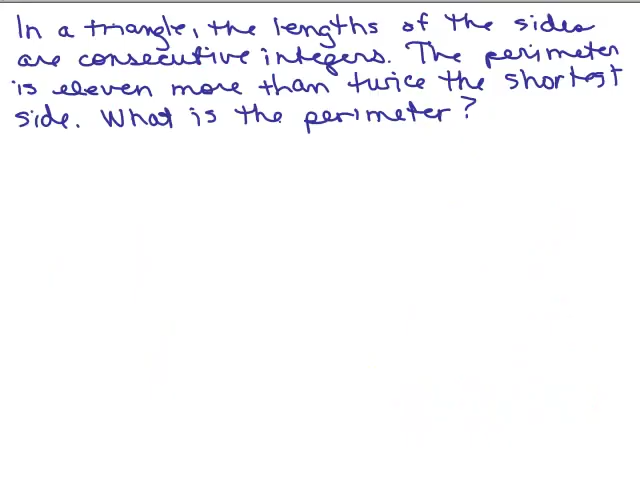 In a triangle, the lengths of the sides
are consecutive integers. The perimeter
is eleven more than twice the shortest
side. What is the perimeter?